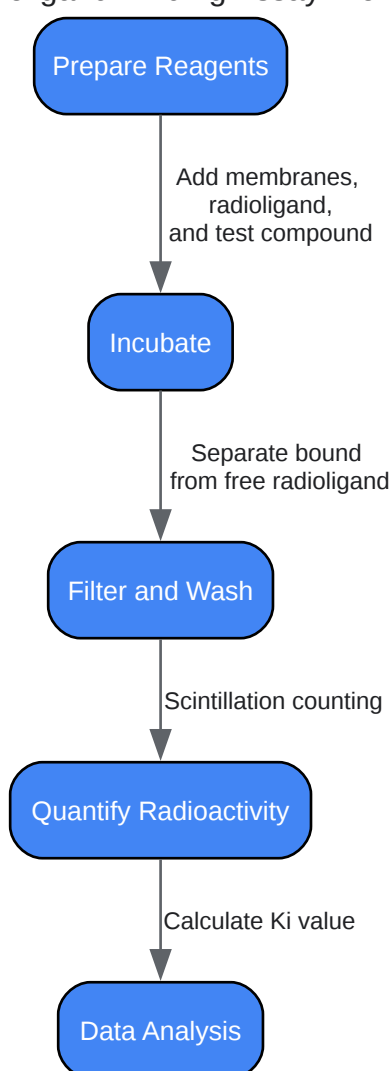 Prepare Reagents
Add membranes,
radioligand,
and test compound
Incubate
Separate bound
from free radioligand
Filter and Wash
Scintillation counting
Quantify Radioactivity
Calculate Ki value
Data Analysis